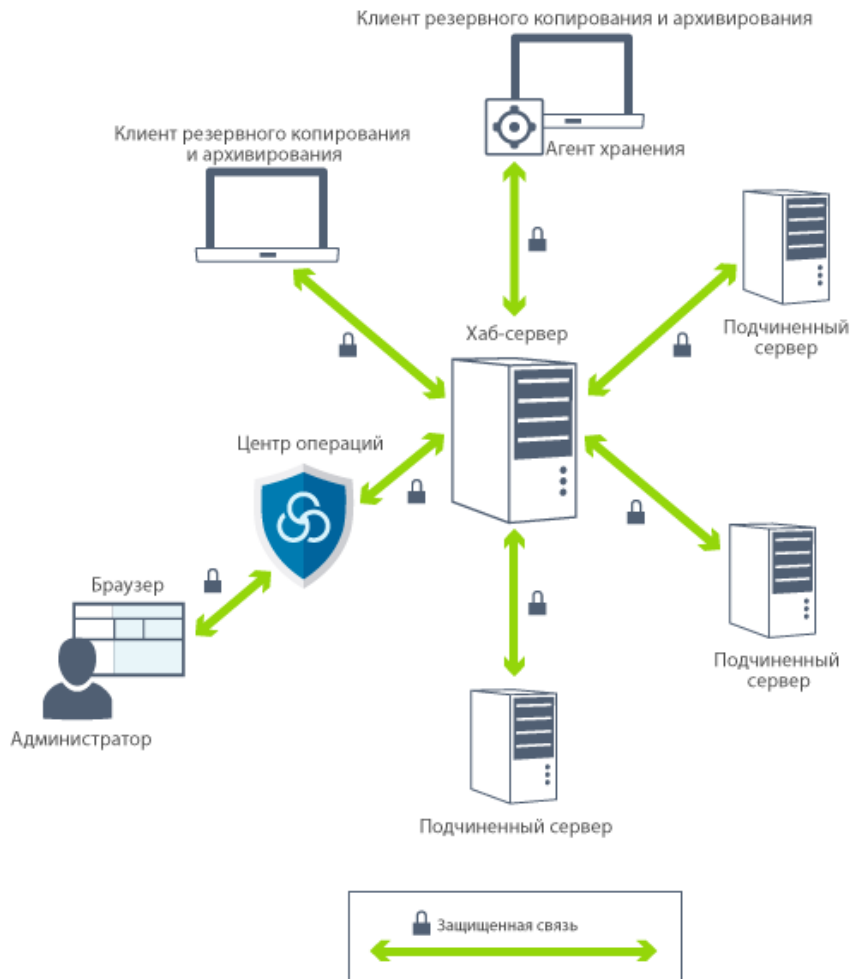 Клиент резервного копирования и архивирования
Клиент резервного копирования
и архивирования
Агент хранения
Хаб-сервер
Подчиненный
сервер
Центр операций
Браузер
Подчиненный
сервер
Администратор
Подчиненный сервер
Защищенная связь